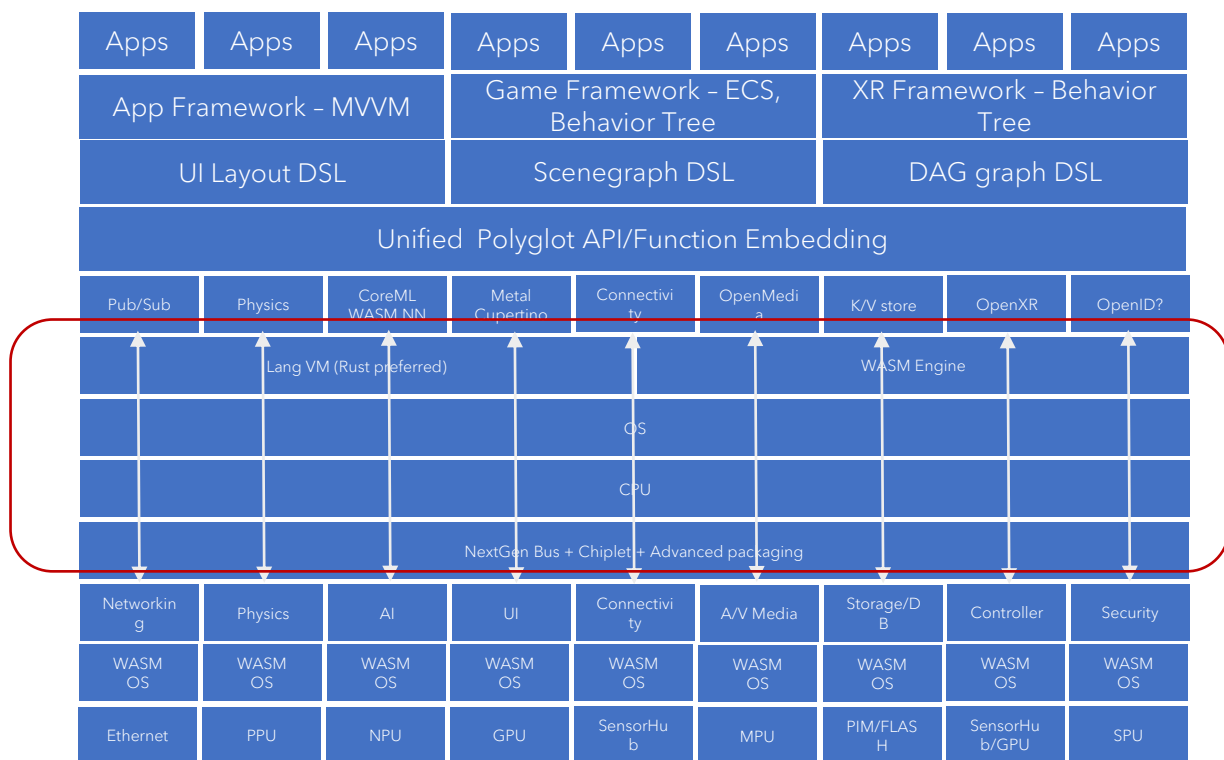 Apps Apps Apps Apps Apps Apps Apps Apps Apps
App Framework – MVVM
Game Framework – ECS,
Behavior Tree
XR Framework – Behavior
Tree
UI Layout DSL
Scenegraph DSL
DAG graph DSL
Unified Polyglot API/Function Embedding
Pub/Sub
Physics
CoreML
WASM NN
Metal
Cupertino
Connectivi
ty
OpenMedi
a
K/V store
OpenXR
OpenID?
Lang VM (Rust preferred)
WASM Engine
OS
CPU
NextGen Bus + Chiplet + Advanced packaging
Networkin
g
Physics
AI
UI
Connectivi
ty
A/V Media
Storage/D
B
Controller
Security
WASM
OS
WASM
OS
WASM
OS
WASM
OS
WASM
OS
WASM
OS
WASM
OS
WASM
OS
WASM
OS
Ethernet
PPU
NPU
GPU
SensorHu
b
MPU
PIM/FLAS
H
SensorHu
b/GPU
SPU